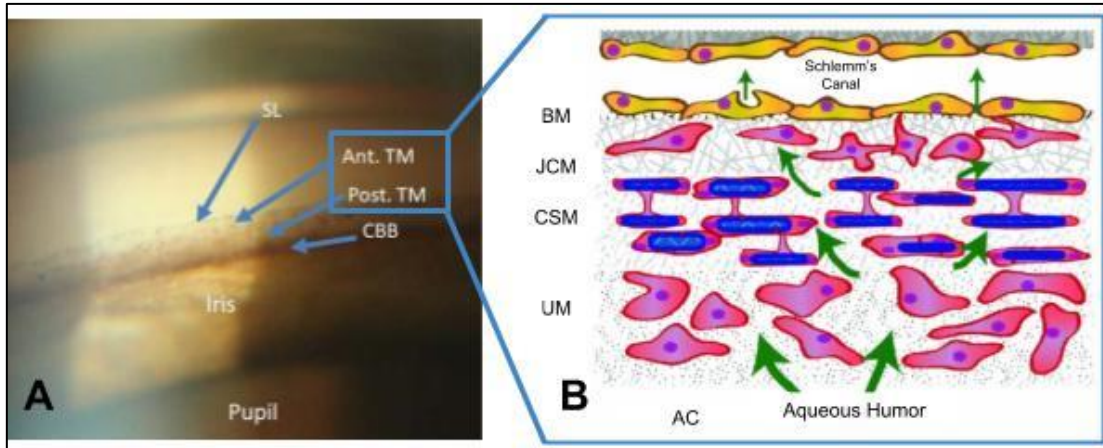 SL
Ant. TM
Post. TM
CBB
Iris
Pupil
A
Schlemm's
Canal
BM
JCM
CSM
UM
B
AC
Aqueous Humor